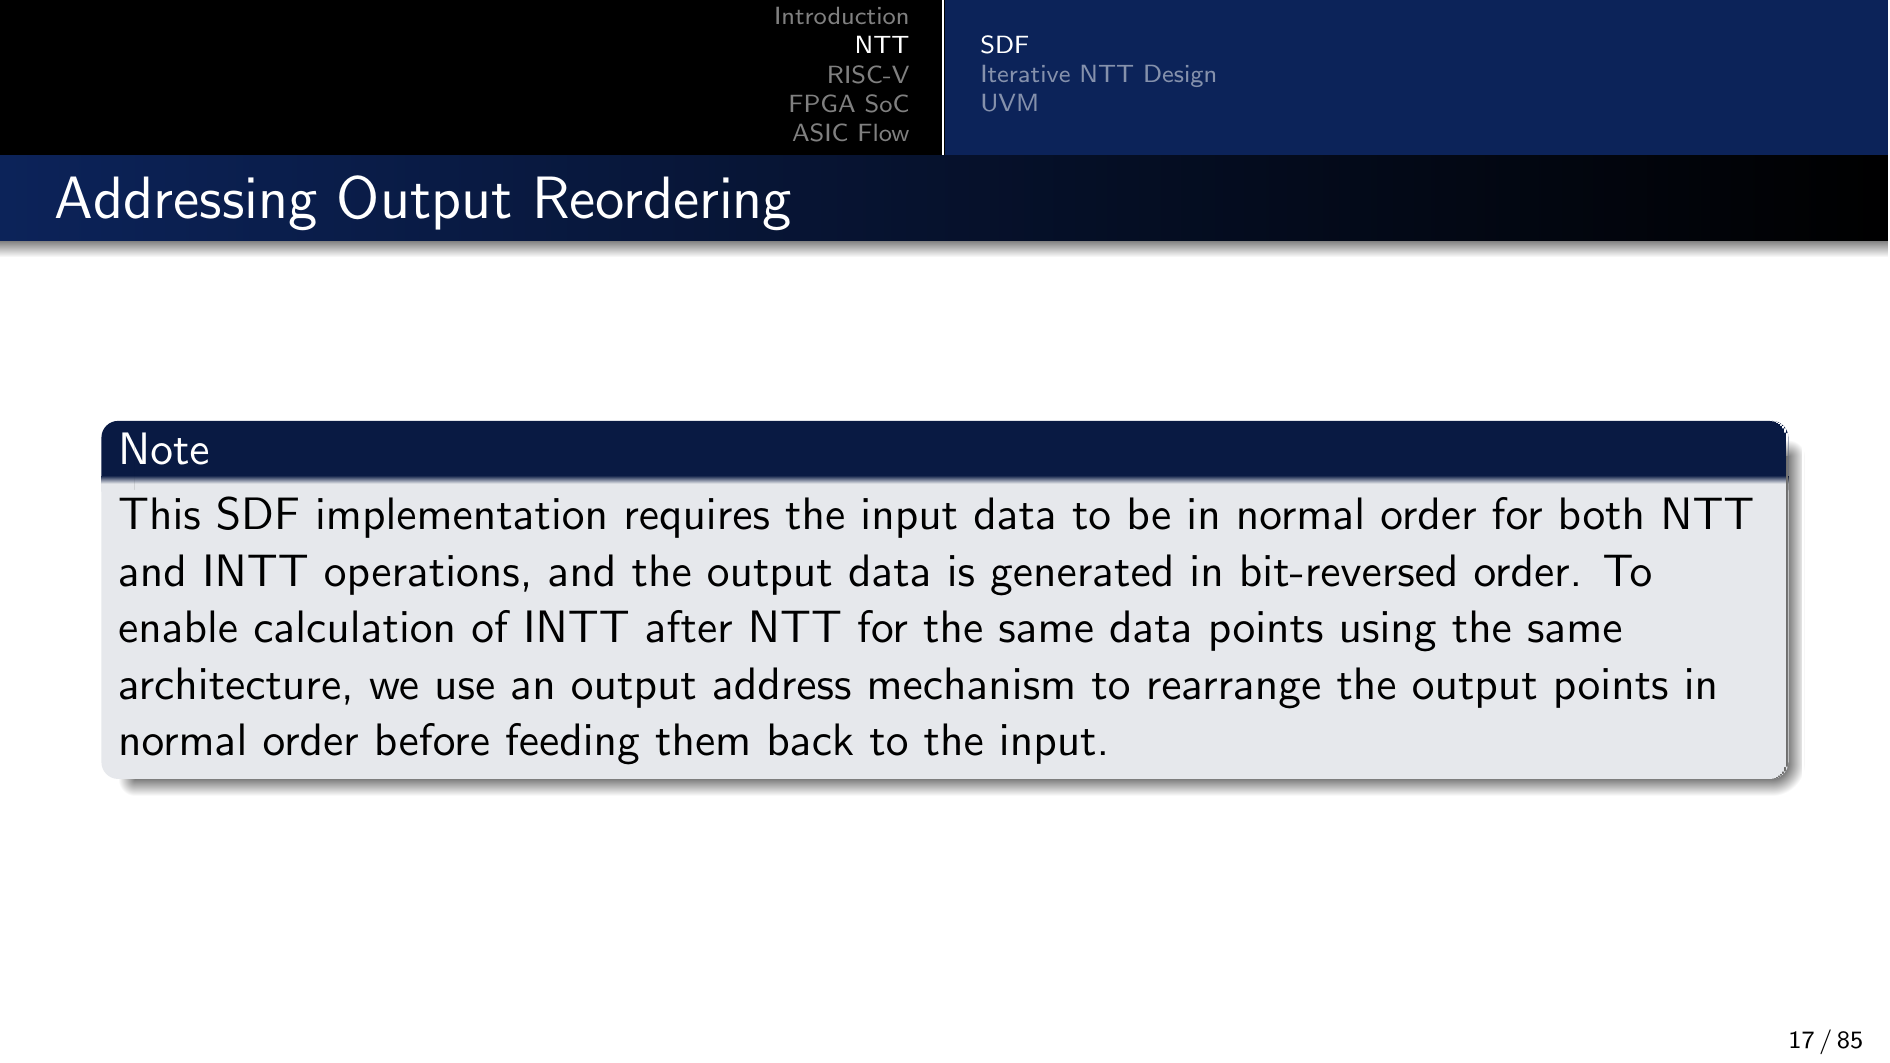 Introduction
NTT
RISC-V
FPGA SoC
ASIC Flow
SDF
Iterative NTT Design
UVM
Addressing Output Reordering
Note
This SDF implementation requires the input data to be in normal order for both NTT
and INTT operations, and the output data is generated in bit-reversed order. To
enable calculation of INTT after NTT for the same data points using the same
architecture, we use an output address mechanism to rearrange the output points in
normal order before feeding them back to the input.
17 / 85